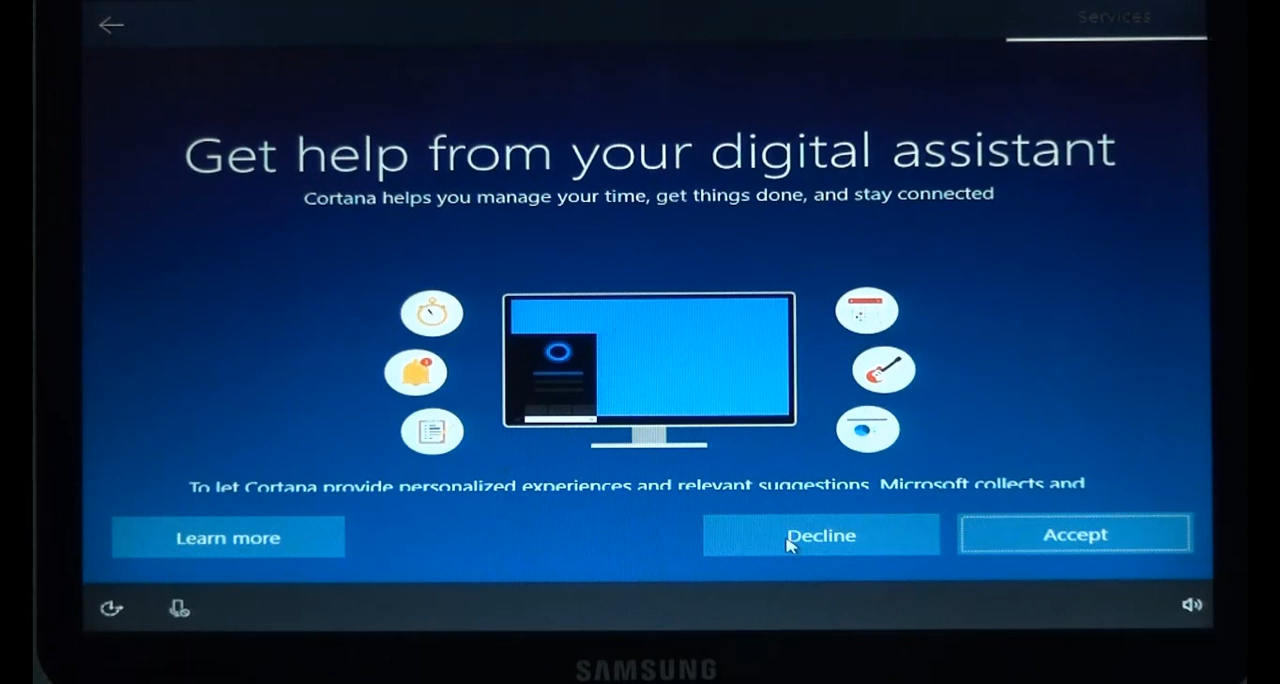 Services
Get help from your digital assistant
Cortana helps you manage your time, get things done, and stay connected
To let Cortana provide personalized experiences and relevant suggestions, Microsoft collects and
Learn more
Decline
Accept
SAMSUNG